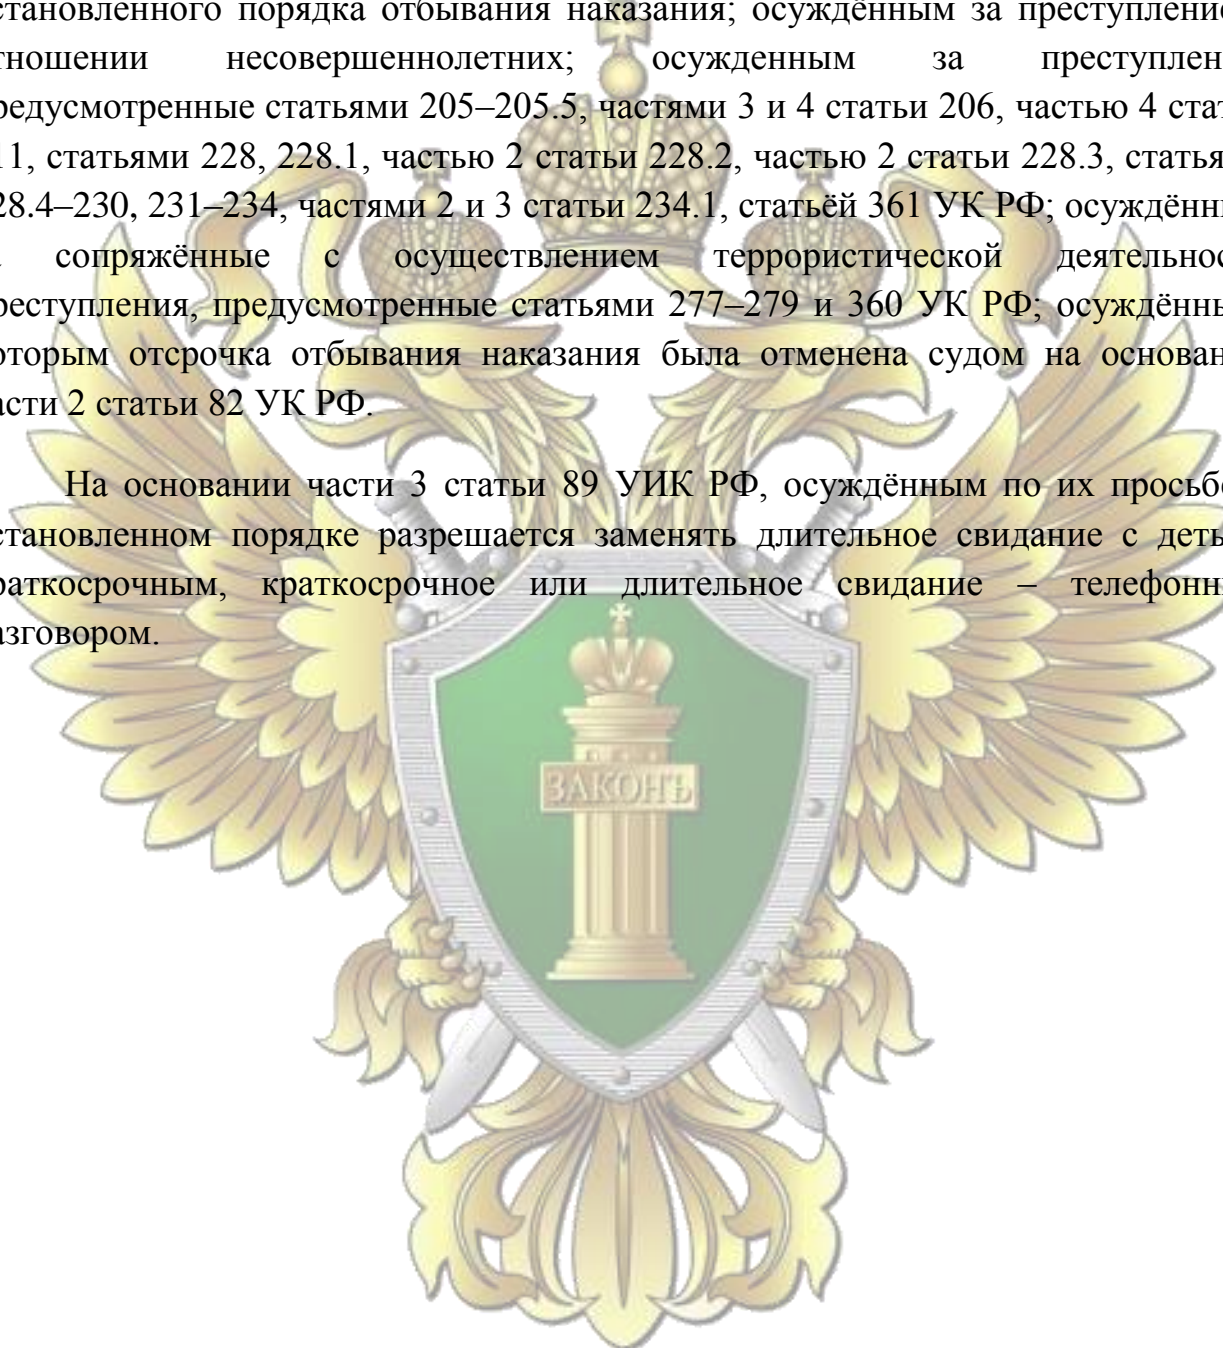 становленного порядка отбывания наказания; осуждённым за преступление
тношении несовершеннолетних; осужденным за преступлен
редусмотренные статьями 205–205.5, частями 3 и 4 статьи 206, частью 4 стат
11, статьями 228, 228.1, частью 2 статьи 228.2, частью 2 статьи 228.3, статья
28.4–230, 231–234, частями 2 и 3 статьи 234.1, статьёй 361 УК РФ; осуждённы
сопряжённые с осуществлением террористической деятельнос
реступления, предусмотренные статьями 277–279 и 360 УК РФ; осуждённы
оторым отсрочка отбывания наказания была отменена судом на основан
асти 2 статьи 82 УК РФ.
На основании части 3 статьи 89 УИК РФ, осуждённым по их просьбе
становленном порядке разрешается заменять длительное свидание с деть
раткосрочным, краткосрочное или длительное свидание – телефонны
азговором.
ЗАКОНЪ